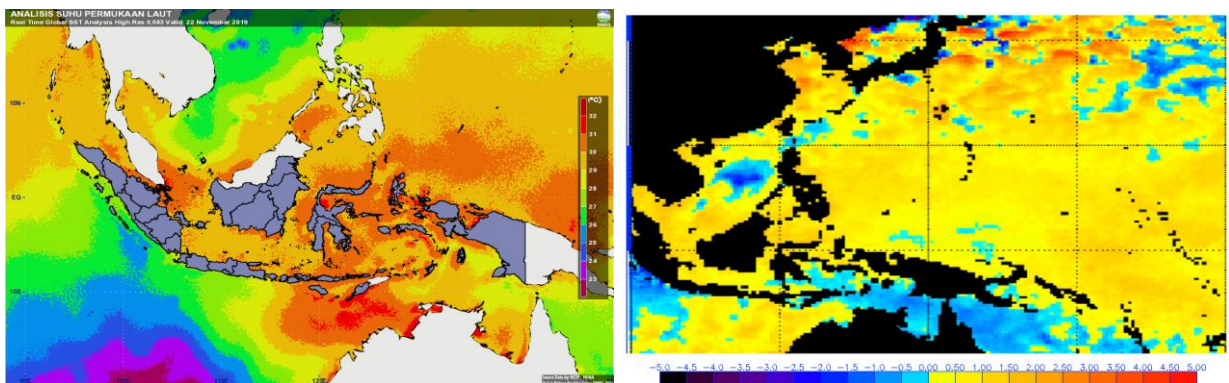 ANALISIS SUHU PERMUKAAN LAUT
Real Time Global SST Analysis High Res 0.083 Valid 22 November 2019
(°C)
32
31
30
29
28
27
26
25
24
23
10N
EQ
10S
120E
-5.0 -4.0 -3.5 -3.0 -2.5 -2.0 -1.5 -1.0 -0.5 0.00 0.50 1.00 1.50 2.00 2.50 3.00 3.50 4.00 4.50 5.00